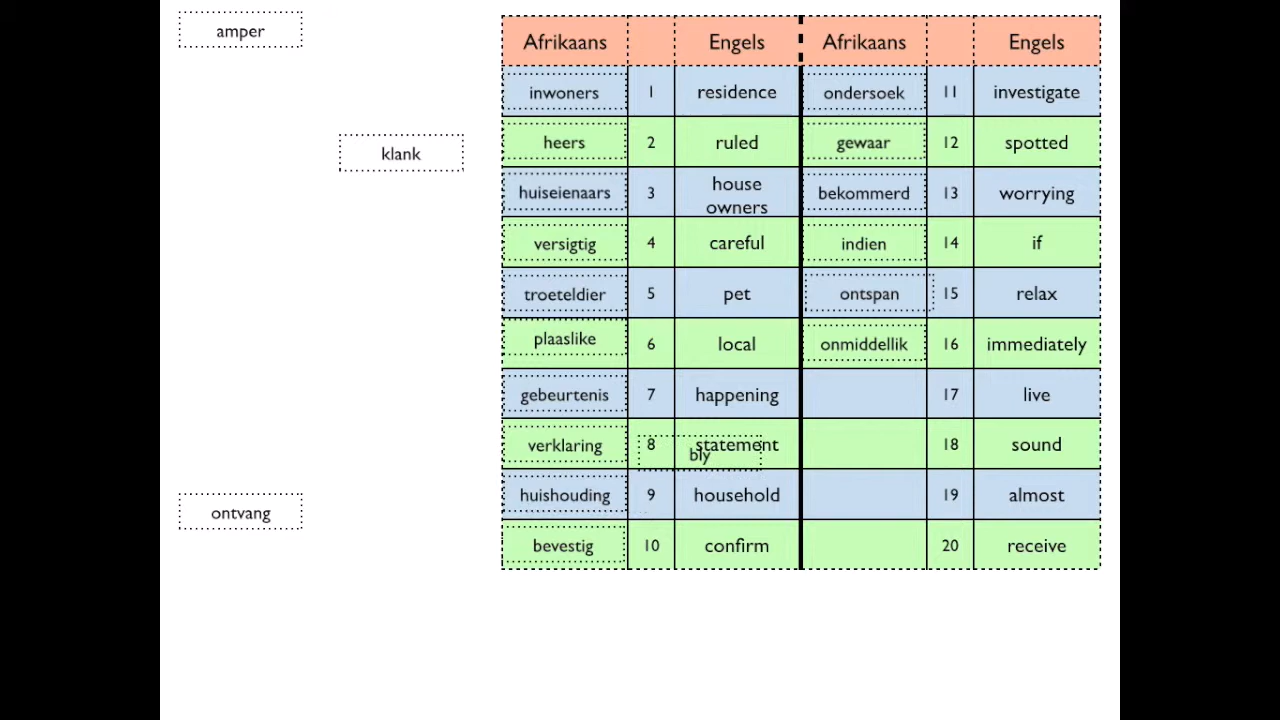 amper
klank
ontvang
Afrikaans Engels Afrikaans Engels
inwoners 1 residence ondersoek 11 investigate
heers 2 ruled gewaar 12 spotted
huiseienaars 3 house owners bekommerd 13 worrying
versigtig 4 careful indien 14 if
troeteldier 5 pet ontspan 15 relax
plaaslike 6 local onmiddellik 16 immediately
gebeurtenis 7 happening 17 live
verklaring 8 statement 18 sound
bly
huishouding 9 household 19 almost
bevestig 10 confirm 20 receive